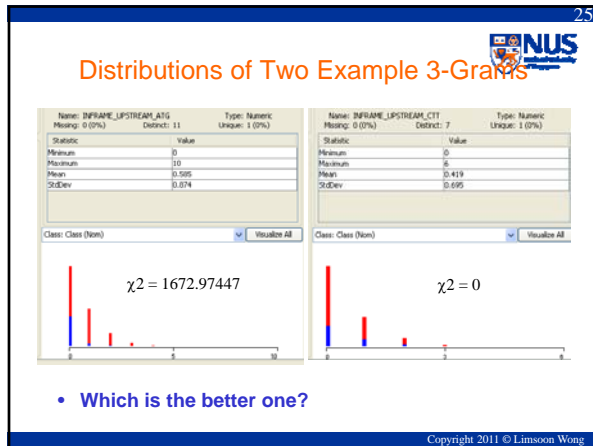 25
NUS
Distributions of Two Example 3-Grams
Name: INFRAME_UPSTREAM_ATG Type: Numeric
Missing: 0 (0%) Distinct: 11 Unique: 1 (0%)
Statistic Value
Minimum 0
Maximum 10
Mean 0.585
StdDev 0.874
Class: Class (Nom) Visualize All
χ2 = 1672.97447
0 5 10
Name: INFRAME_UPSTREAM_CTT Type: Numeric
Missing: 0 (0%) Distinct: 7 Unique: 1 (0%)
Statistic Value
Minimum 0
Maximum 6
Mean 0.419
StdDev 0.695
Class: Class (Nom) Visualize All
χ2 = 0
0 3 6
• Which is the better one?
Copyright 2011 © Limsoon Wong